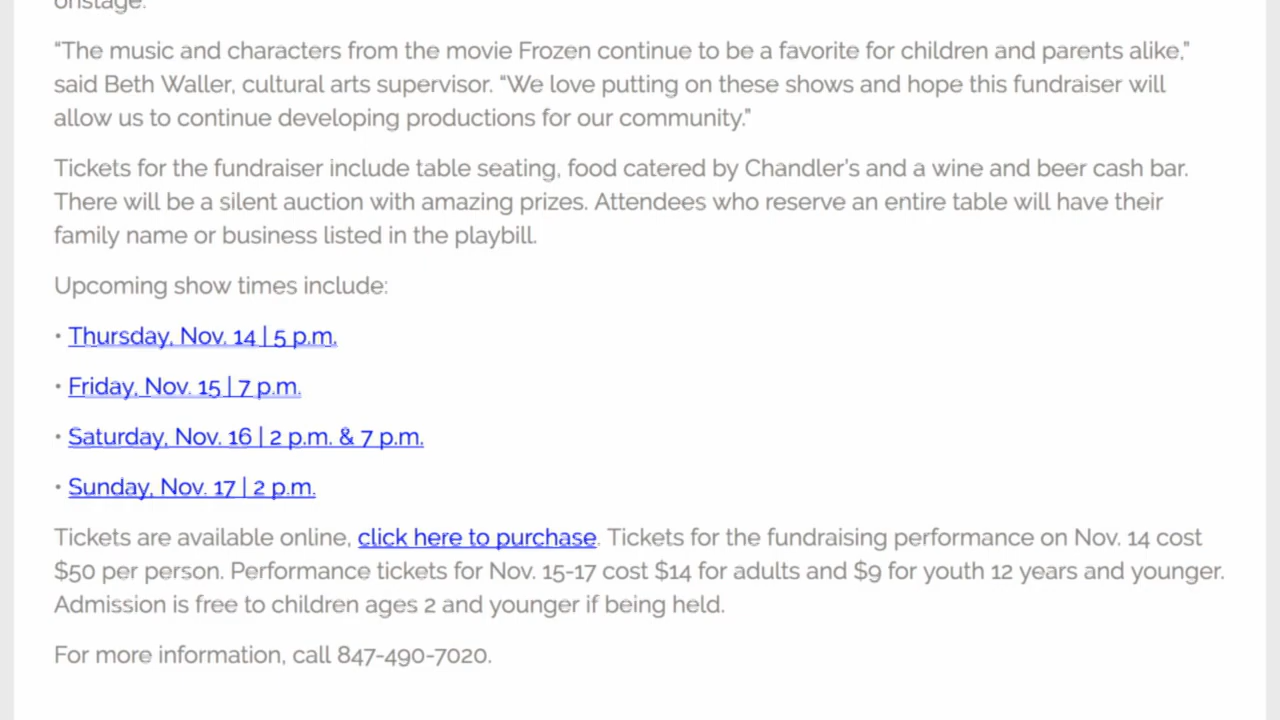 onstage.
“The music and characters from the movie Frozen continue to be a favorite for children and parents alike,”
said Beth Waller, cultural arts supervisor. “We love putting on these shows and hope this fundraiser will
allow us to continue developing productions for our community.”
Tickets for the fundraiser include table seating, food catered by Chandler's and a wine and beer cash bar.
There will be a silent auction with amazing prizes. Attendees who reserve an entire table will have their
family name or business listed in the playbill.
Upcoming show times include:
• Thursday, Nov. 14 | 5 p.m.
• Friday, Nov. 15 | 7 p.m.
• Saturday, Nov. 16 | 2 p.m. & 7 p.m.
• Sunday, Nov. 17 | 2 p.m.
Tickets are available online, click here to purchase. Tickets for the fundraising performance on Nov. 14 cost
$50 per person. Performance tickets for Nov. 15-17 cost $14 for adults and $9 for youth 12 years and younger.
Admission is free to children ages 2 and younger if being held.
For more information, call 847-490-7020.